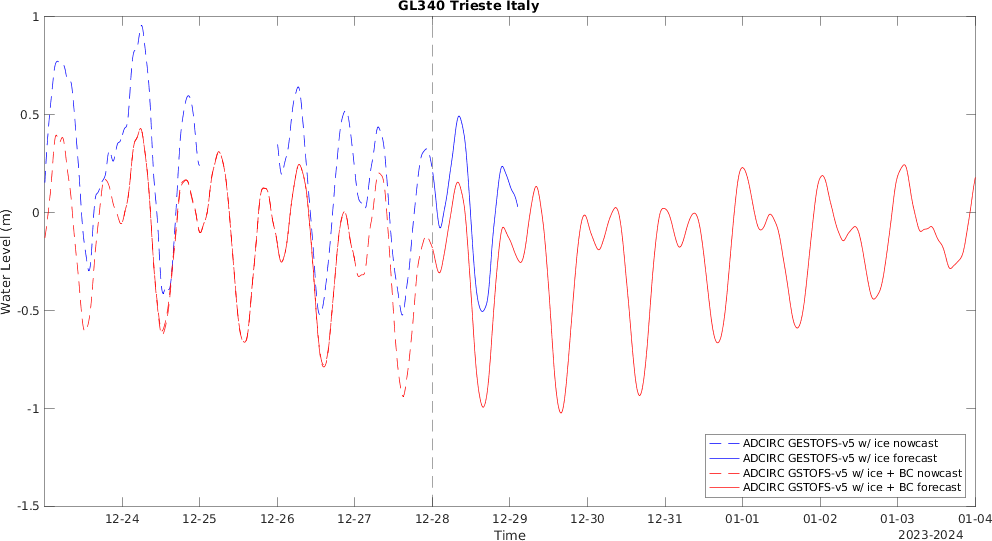 GL340 Trieste Italy
1
0.5
0
-0.5
-1
-1.5
Water Level (m)
12-24 12-25 12-26 12-27 12-28 12-29 12-30 12-31 01-01 01-02 01-03 01-04
Time
2023-2024
ADCIRC GESTOFS-v5 w/ ice nowcast
ADCIRC GESTOFS-v5 w/ ice forecast
ADCIRC GSTOFS-v5 w/ ice + BC nowcast
ADCIRC GSTOFS-v5 w/ ice + BC forecast